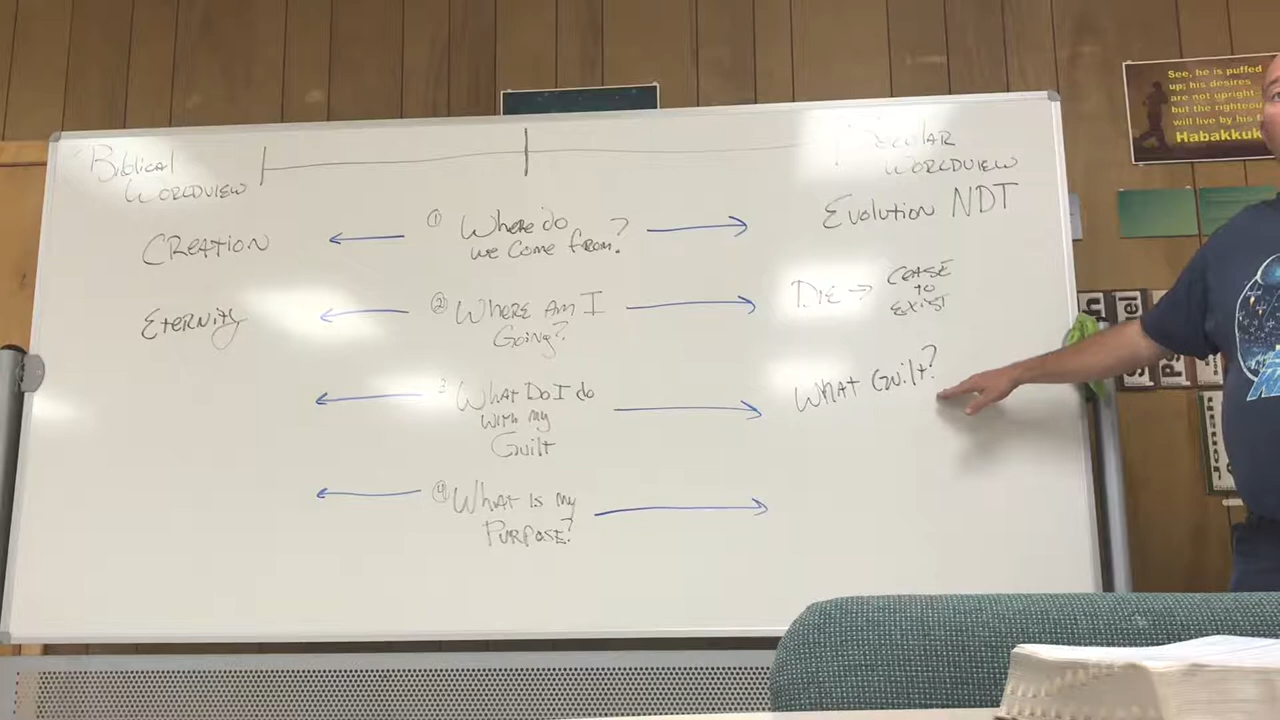 Biblical
Worldview
Secular
Worldview
Creation
① Where do
we come from?
Evolution NDT
Eternity
② Where Am I
Going?
Die → Cease
to
Exist
3 What Do I do
with my
Guilt
What Guilt?
④ What is my
Purpose?
See, he is puffed
up; his desires
are not upright-
but the righteou
will live by his f
Habakkuk
Jonah